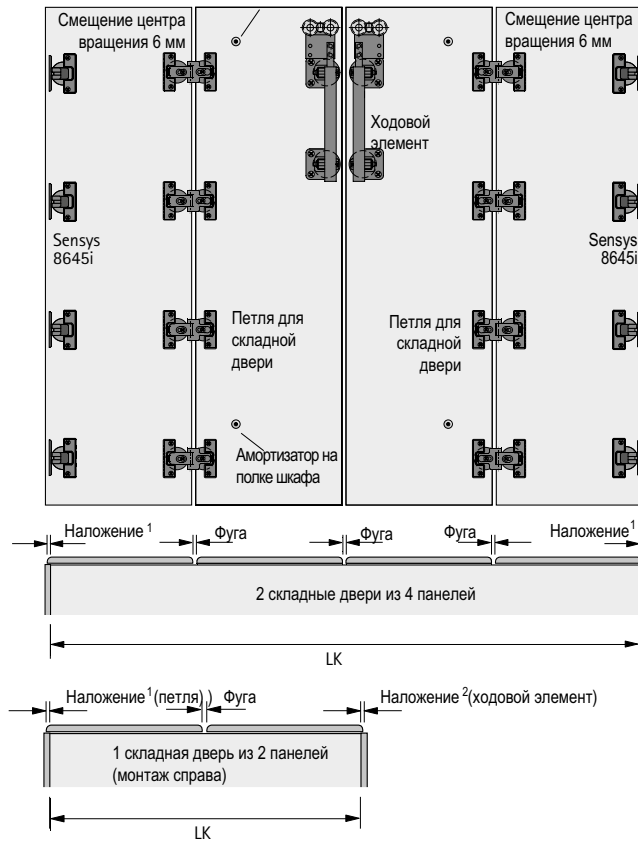 Смещение центра
вращения 6 мм
Смещение центра
вращения 6 мм
Ходовой
элемент
Sensys
8645i
Sensys
8645i
Петля для
складной
двери
Петля для
складной
двери
Амортизатор на
полке шкафа
Наложение 1
Фуга
Фуга
Фуга
Наложение 1
2 складные двери из 4 панелей
LK
Наложение 1 (петля) )
Фуга
Наложение 2 (ходовой элемент)
1 складная дверь из 2 панелей
(монтаж справа)
LK